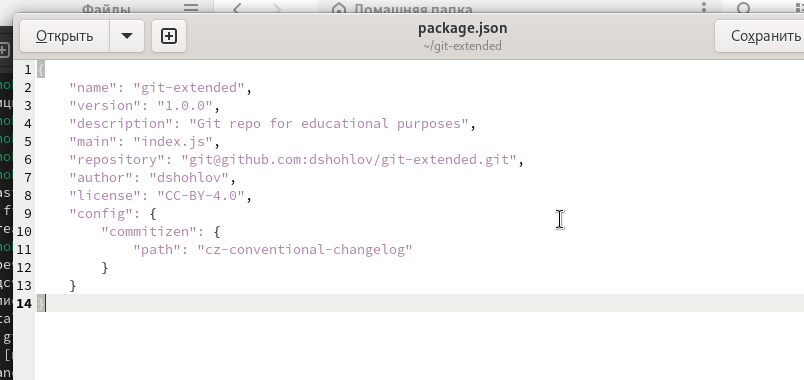 Файлы
Домашняя папка
Открыть
package.json
~/git-extended
Сохранить
1 {
2 "name": "git-extended",
3 "version": "1.0.0",
4 "description": "Git repo for educational purposes",
5 "main": "index.js",
6 "repository": "git@github.com:dshohlov/git-extended.git",
7 "author": "dshohlov",
8 "license": "CC-BY-4.0",
9 "config": {
10 "commitizen": {
11 "path": "cz-conventional-changelog"
12 }
13 }
14 }